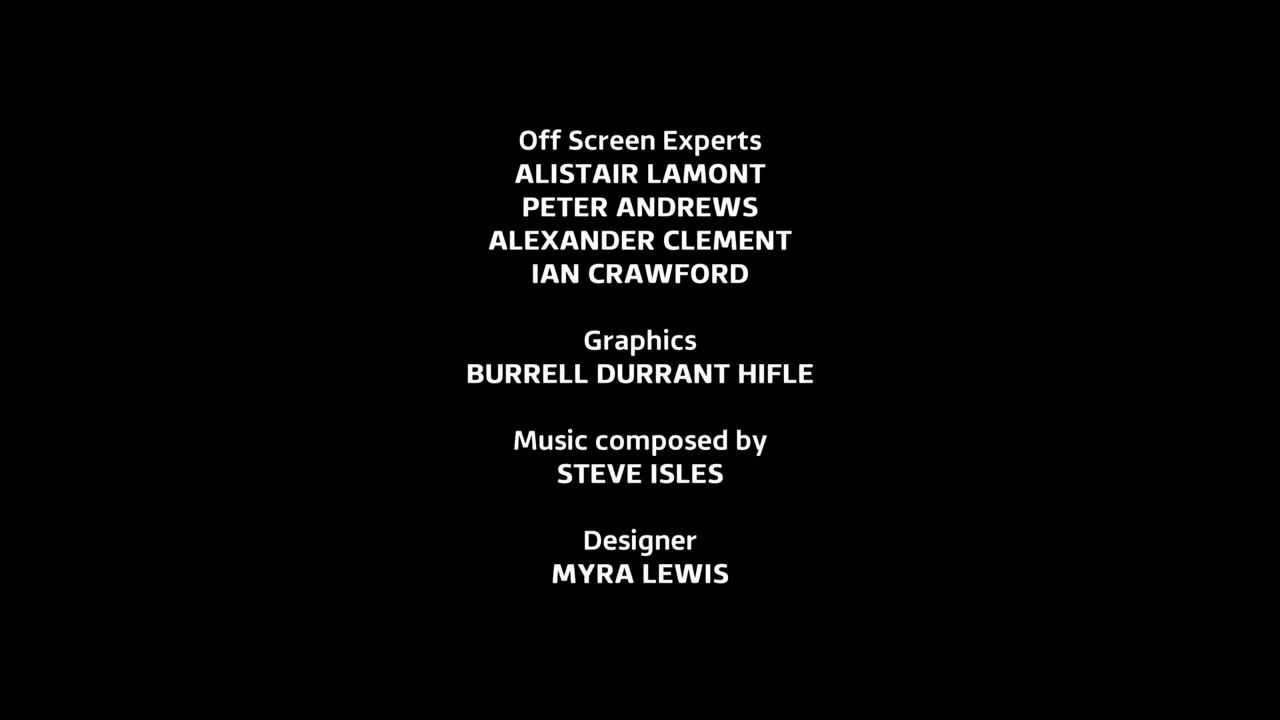 Off Screen Experts
ALISTAIR LAMONT
PETER ANDREWS
ALEXANDER CLEMENT
IAN CRAWFORD
Graphics
BURRELL DURRANT HIFLE
Music composed by
STEVE ISLES
Designer
MYRA LEWIS